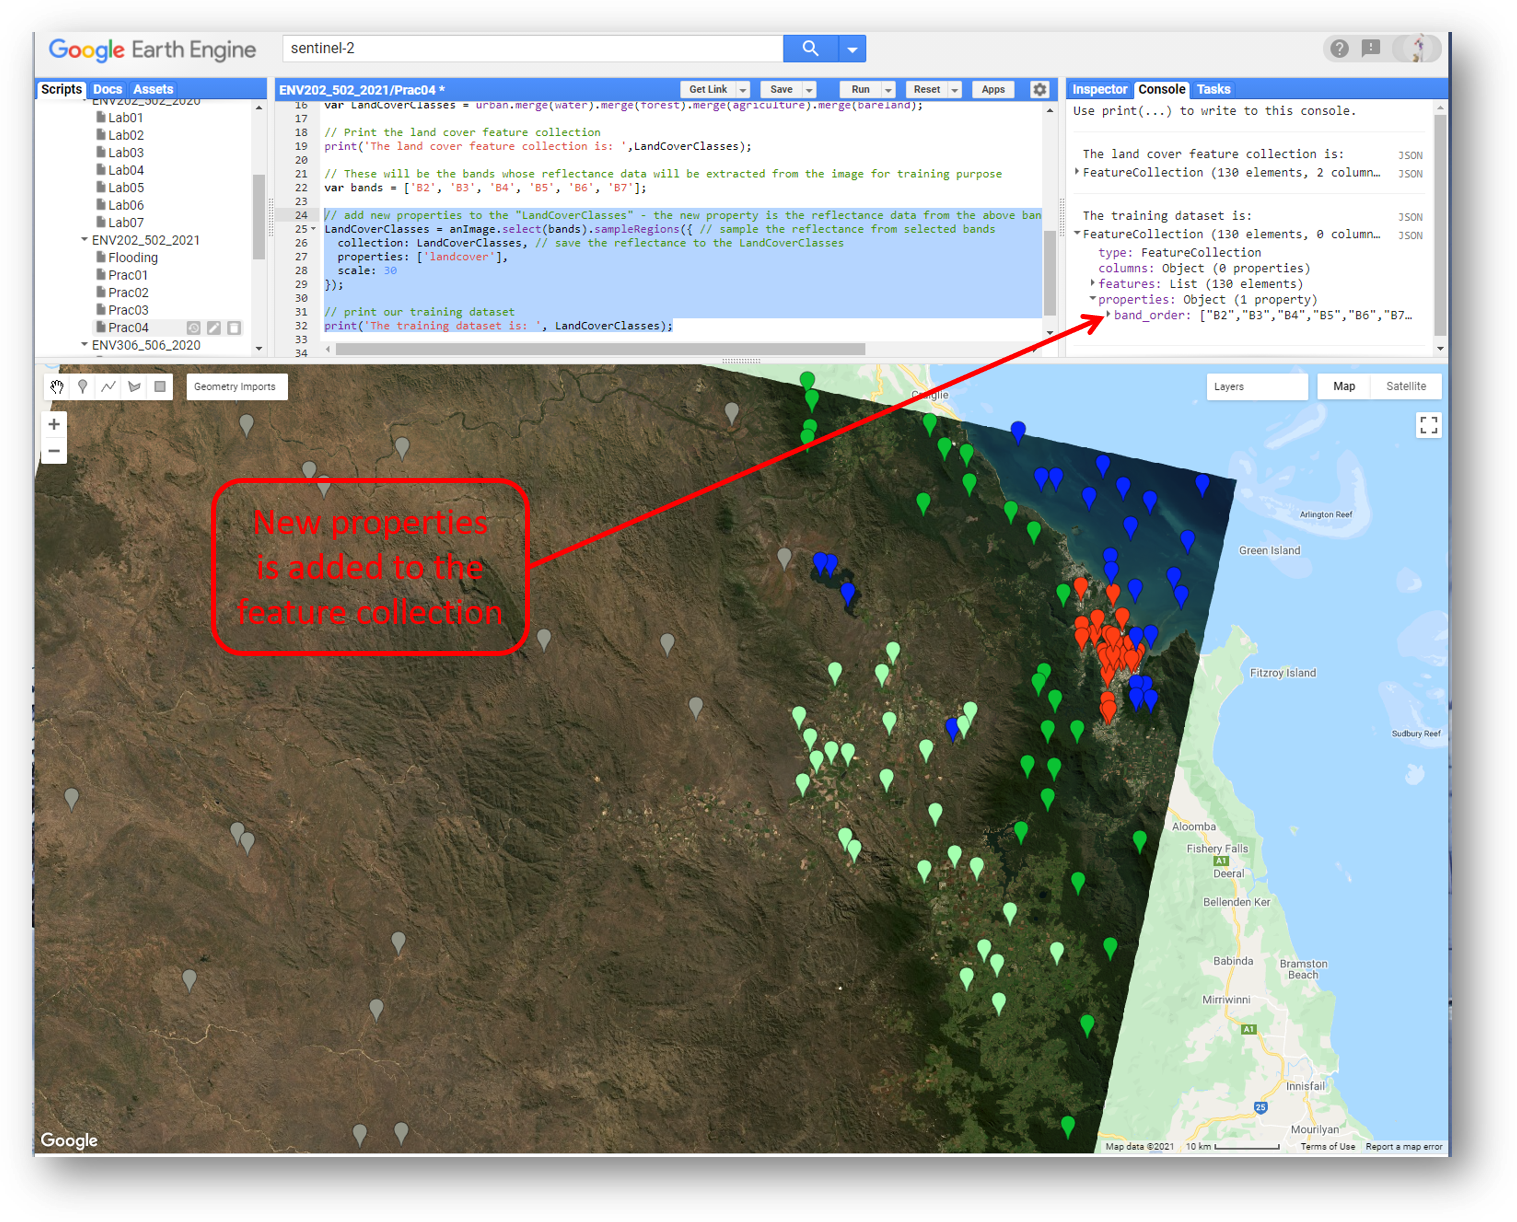 Google Earth Engine
sentinel-2
Scripts Docs Assets
ENV202_502_2020
Lab01
Lab02
Lab03
Lab04
Lab05
Lab06
Lab07
ENV202_502_2021
Flooding
Prac01
Prac02
Prac03
Prac04
ENV306_506_2020
ENV202_502_2021/Prac04 *
Get Link Save Run Reset Apps
16 var LandCoverClasses = urban.merge(water).merge(forest).merge(agriculture).merge(bareland);
17
18 // Print the land cover feature collection
19 print('The land cover feature collection is: ',LandCoverClasses);
20
21 // These will be the bands whose reflectance data will be extracted from the image for training purpose
22 var bands = ['B2', 'B3', 'B4', 'B5', 'B6', 'B7'];
23
24 // add new properties to the "LandCoverClasses" - the new property is the reflectance data from the above ban
25 LandCoverClasses = anImage.select(bands).sampleRegions({ // sample the reflectance from selected bands
26 collection: LandCoverClasses, // save the reflectance to the LandCoverClasses
27 properties: ['landcover'],
28 scale: 30
29 });
30
31 // print our training dataset
32 print('The training dataset is: ', LandCoverClasses);
33
34
Inspector Console Tasks
Use print(...) to write to this console.
The land cover feature collection is: JSON
FeatureCollection (130 elements, 2 column... JSON
The training dataset is: JSON
FeatureCollection (130 elements, 0 column... JSON
type: FeatureCollection
columns: Object (0 properties)
features: List (130 elements)
properties: Object (1 property)
band_order: ["B2","B3","B4","B5","B6","B7...
Geometry Imports
Layers
Map Satellite
+
−
New properties
is added to the
feature collection
Arlington Reef
Green Island
Fitzroy Island
Sudbury Reef
Aloomba
Fishery Falls
A1
Deeral
Bellenden Ker
Babinda
Bramston
Beach
Mirriwinni
A1
Innisfail
25
Mourilyan
Google
Map data ©2021 10 km Terms of Use Report a map error